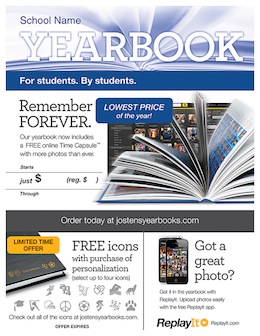 School Name
YEARBOOK
For students. By students.
Remember
FOREVER.
LOWEST PRICE
of the year!
Our yearbook now includes
a FREE online Time Capsule™
with more photos than ever.
Starts
just $ (reg. $ )
Through
Order today at jostensyearbooks.com
LIMITED TIME
OFFER
FREE icons
with purchase of
personalization
(select up to four icons)
Check out all of the icons at jostensyearbooks.com.
OFFER EXPIRES
Got a
great
photo?
Get it in the yearbook with
ReplayIt. Upload photos easily
with the free ReplayIt app.
ReplayIt ReplayIt.com